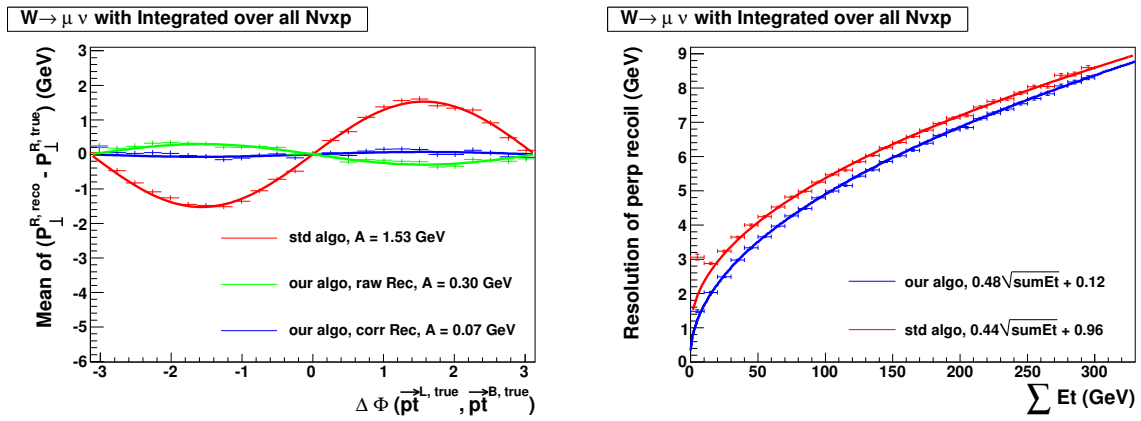 W→ μ ν with Integrated over all Nvxp
Mean of (P⊥^{R, reco} - P⊥^{R, true}) (GeV)
3
2
1
0
-1
-2
-3
-4
-5
-6
std algo, A = 1.53 GeV
our algo, raw Rec, A = 0.30 GeV
our algo, corr Rec, A = 0.07 GeV
-3 -2 -1 0 1 2 3
Δ Φ (pt→^{L, true}, pt→^{B, true})
W→ μ ν with Integrated over all Nvxp
Resolution of perp recoil (GeV)
9
8
7
6
5
4
3
2
1
0
our algo, 0.48√sumEt + 0.12
std algo, 0.44√sumEt + 0.96
0 50 100 150 200 250 300
∑ Et (GeV)